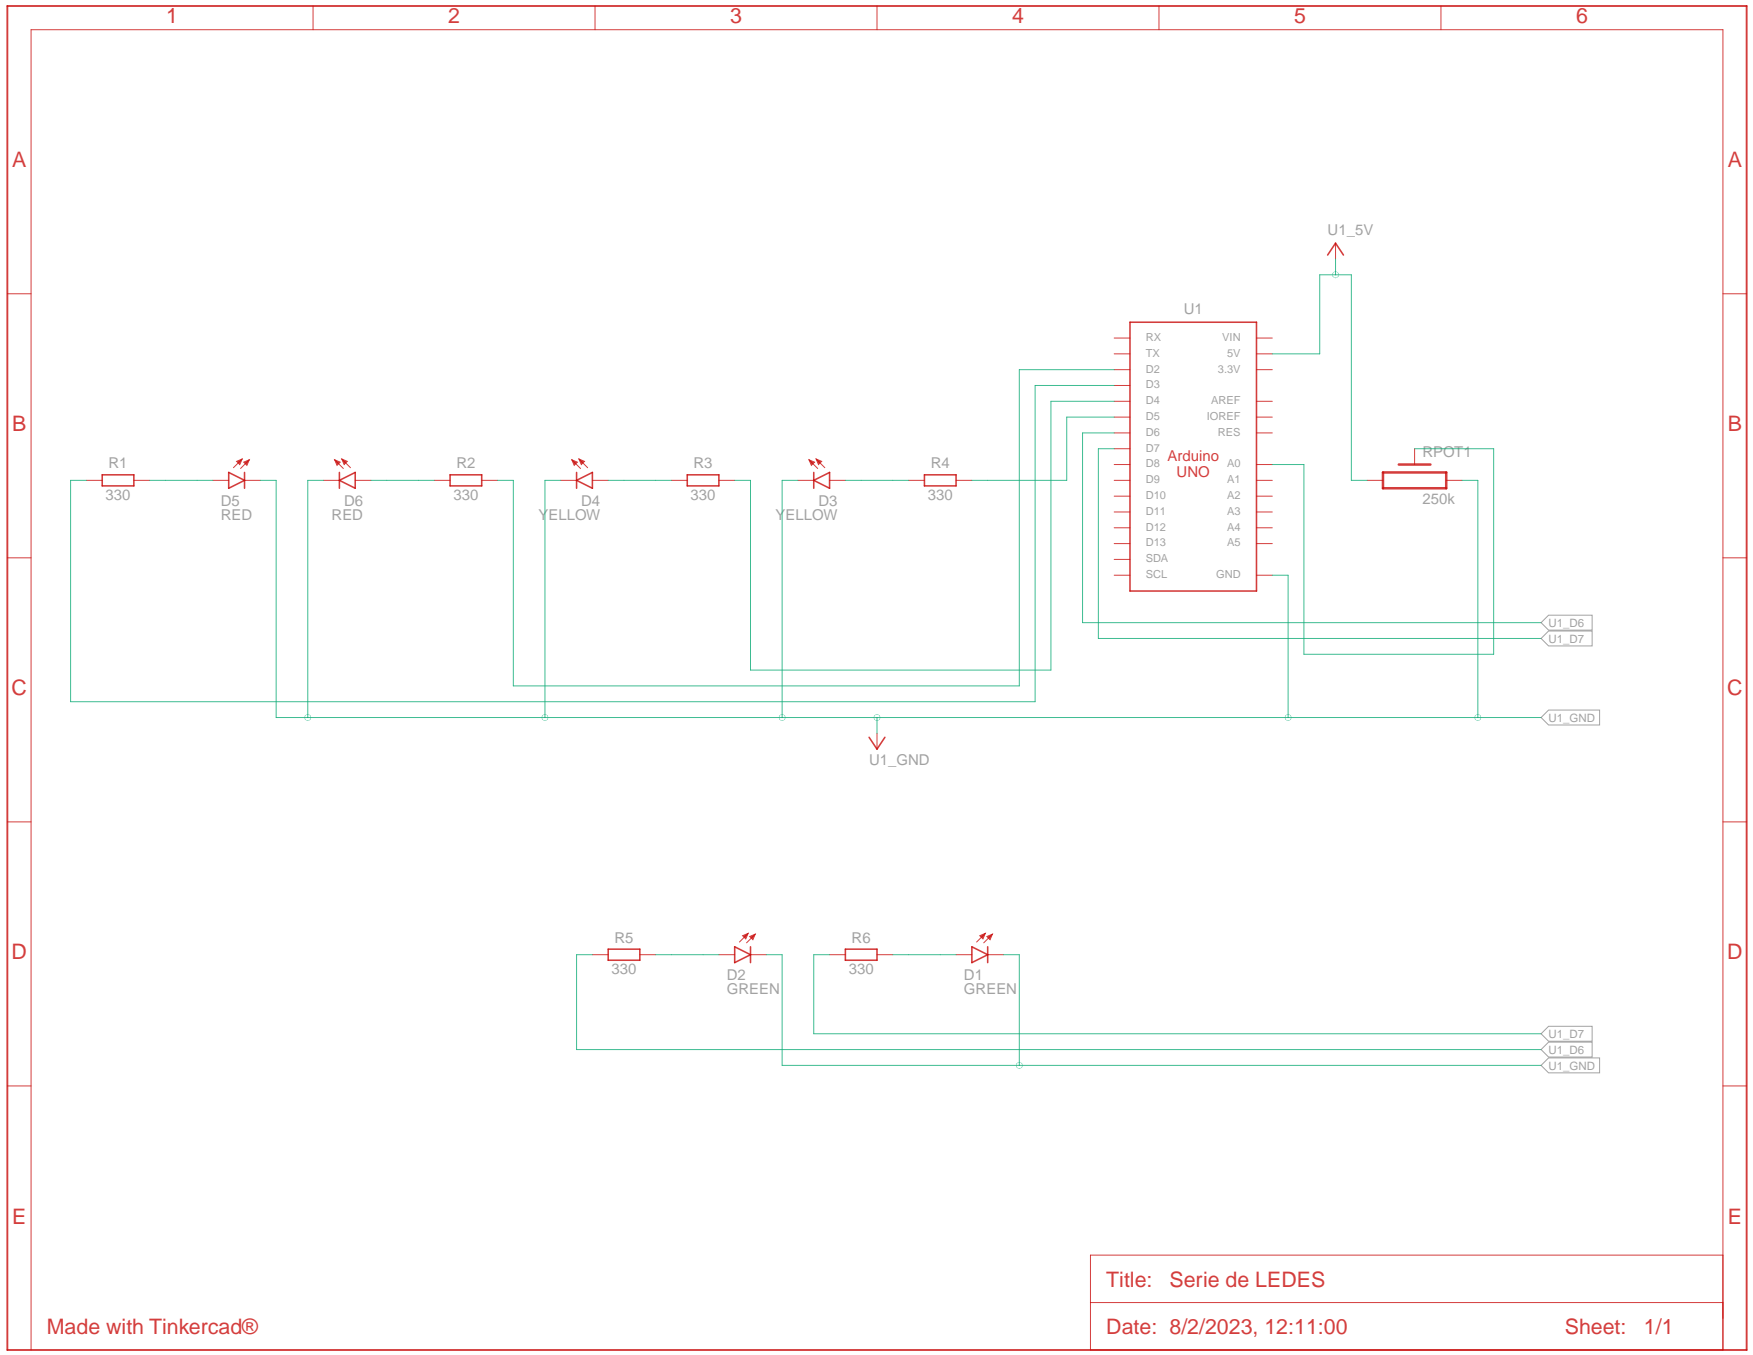 1 2 3 4 5 6
A A
U1_5V
U1
RX VIN
TX 5V
D2 3.3V
D3
D4 AREF
B D5 IOREF B
D6 RES
D7
R1 R2 R3 R4 D8 Arduino UNO A0 RPOT1
D9 A1
330 330 330 330 D10 A2 250k
D5 D6 D4 D3
RED RED YELLOW YELLOW D11 A3
D12 A4
D13 A5
SDA
SCL GND
U1_D6
U1_D7
C C
U1_GND
U1_GND
R5 R6
D D
330 330
D2 D1
GREEN GREEN
U1_D7
U1_D6
U1_GND
E E
Title: Serie de LEDES
Made with Tinkercad® Date: 8/2/2023, 12:11:00 Sheet: 1/1